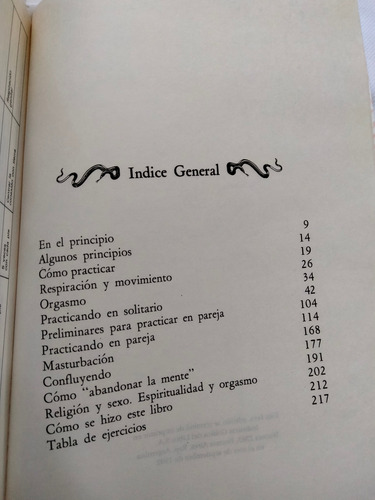 Indice General
En el principio 9
Algunos principios 14
Cómo practicar 19
Respiración y movimiento 26
Orgasmo 34
Practicando en solitario 42
Preliminares para practicar en pareja 104
Practicando en pareja 114
Masturbación 168
Confluyendo 177
Cómo "abandonar la mente" 191
Religión y sexo. Espiritualidad y orgasmo 202
Cómo se hizo este libro 212
Tabla de ejercicios 217